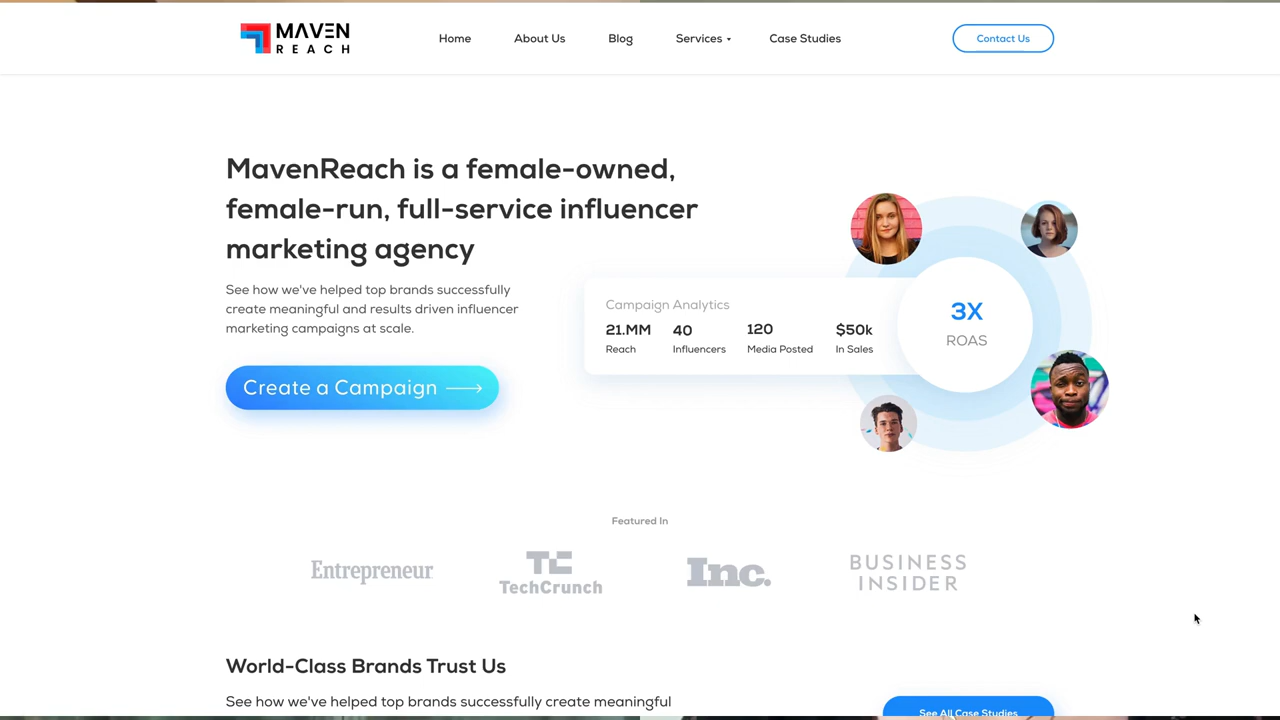 MAVEN
REACH
Home
About Us
Blog
Services
Case Studies
Contact Us
MavenReach is a female-owned,
female-run, full-service influencer
marketing agency
See how we've helped top brands successfully
create meaningful and results driven influencer
marketing campaigns at scale.
Create a Campaign
Campaign Analytics
21.MM
Reach
40
Influencers
120
Media Posted
$50k
In Sales
3X
ROAS
Featured In
Entrepreneur
TC
TechCrunch
Inc.
BUSINESS
INSIDER
World-Class Brands Trust Us
See how we've helped top brands successfully create meaningful
See All Case Studies